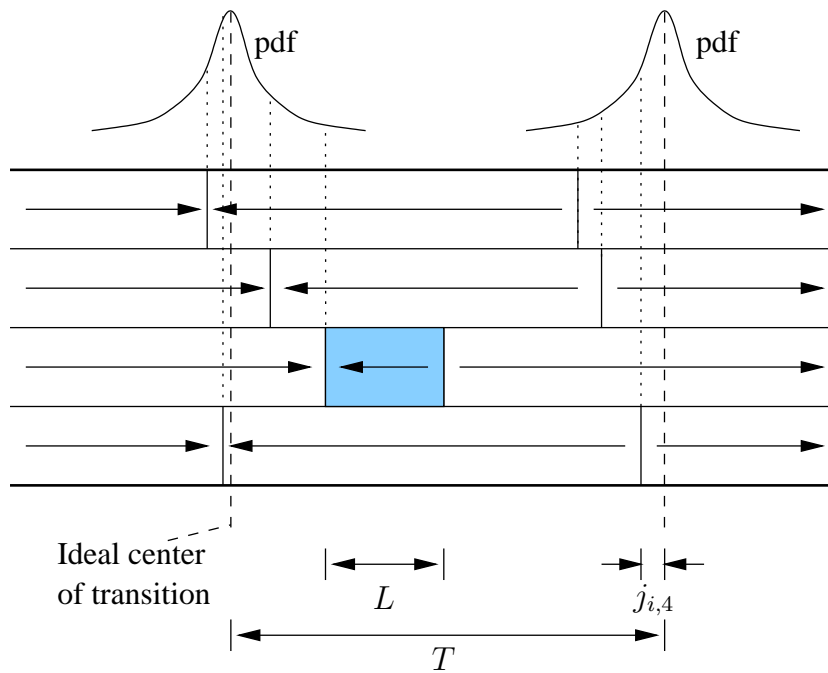 pdf
pdf
Ideal center
of transition
L
j_{i,4}
T